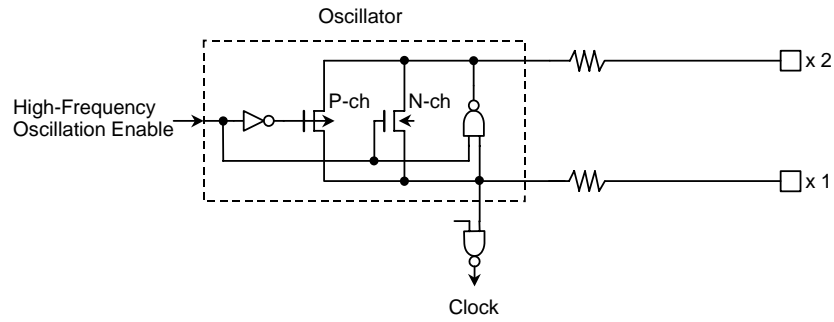 Oscillator
x 2
P-ch
N-ch
High-Frequency
Oscillation Enable
x 1
Clock